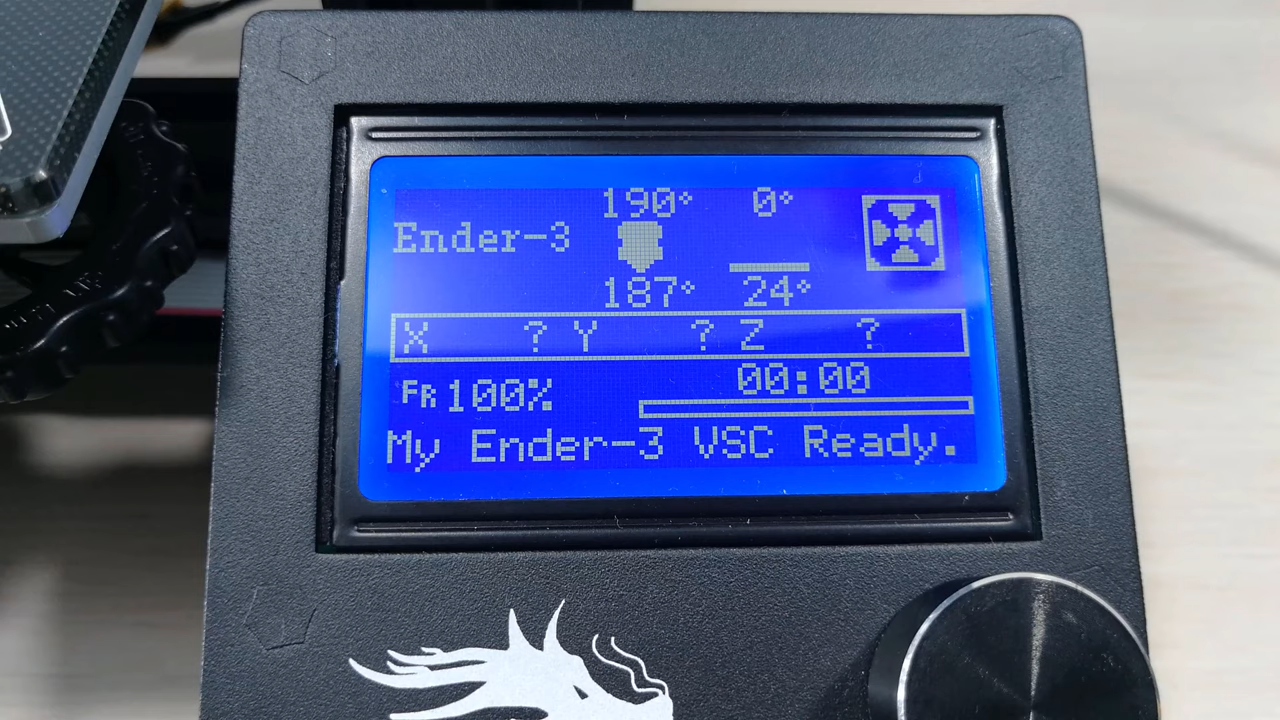 190° 0°
Ender-3
187° 24°
X ? Y ? Z ?
FR 100% 00:00
My Ender-3 VSC Ready.